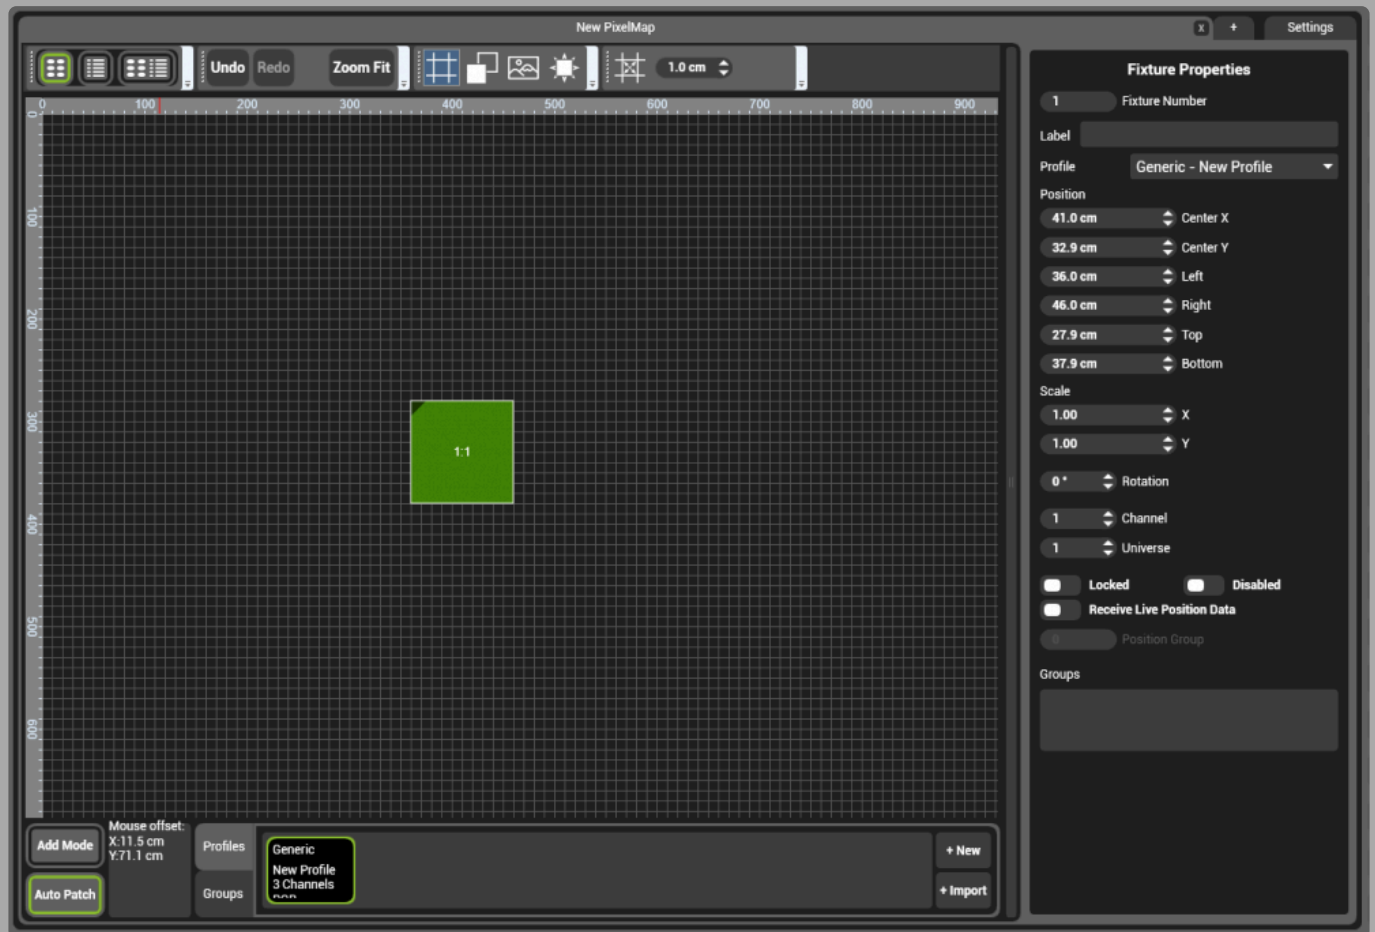 New PixelMap
x
+
Settings
Undo
Redo
Zoom Fit
1.0 cm
0
100
200
300
400
500
600
700
800
900
0
100
200
300
400
500
600
1:1
Fixture Properties
1 Fixture Number
Label
Profile Generic - New Profile
Position
41.0 cm Center X
32.9 cm Center Y
36.0 cm Left
46.0 cm Right
27.9 cm Top
37.9 cm Bottom
Scale
1.00 X
1.00 Y
0° Rotation
1 Channel
1 Universe
Locked
Disabled
Receive Live Position Data
0 Position Group
Groups
Add Mode
Auto Patch
Mouse offset:
X:11.5 cm
Y:71.1 cm
Profiles
Groups
Generic
New Profile
3 Channels
+ New
+ Import